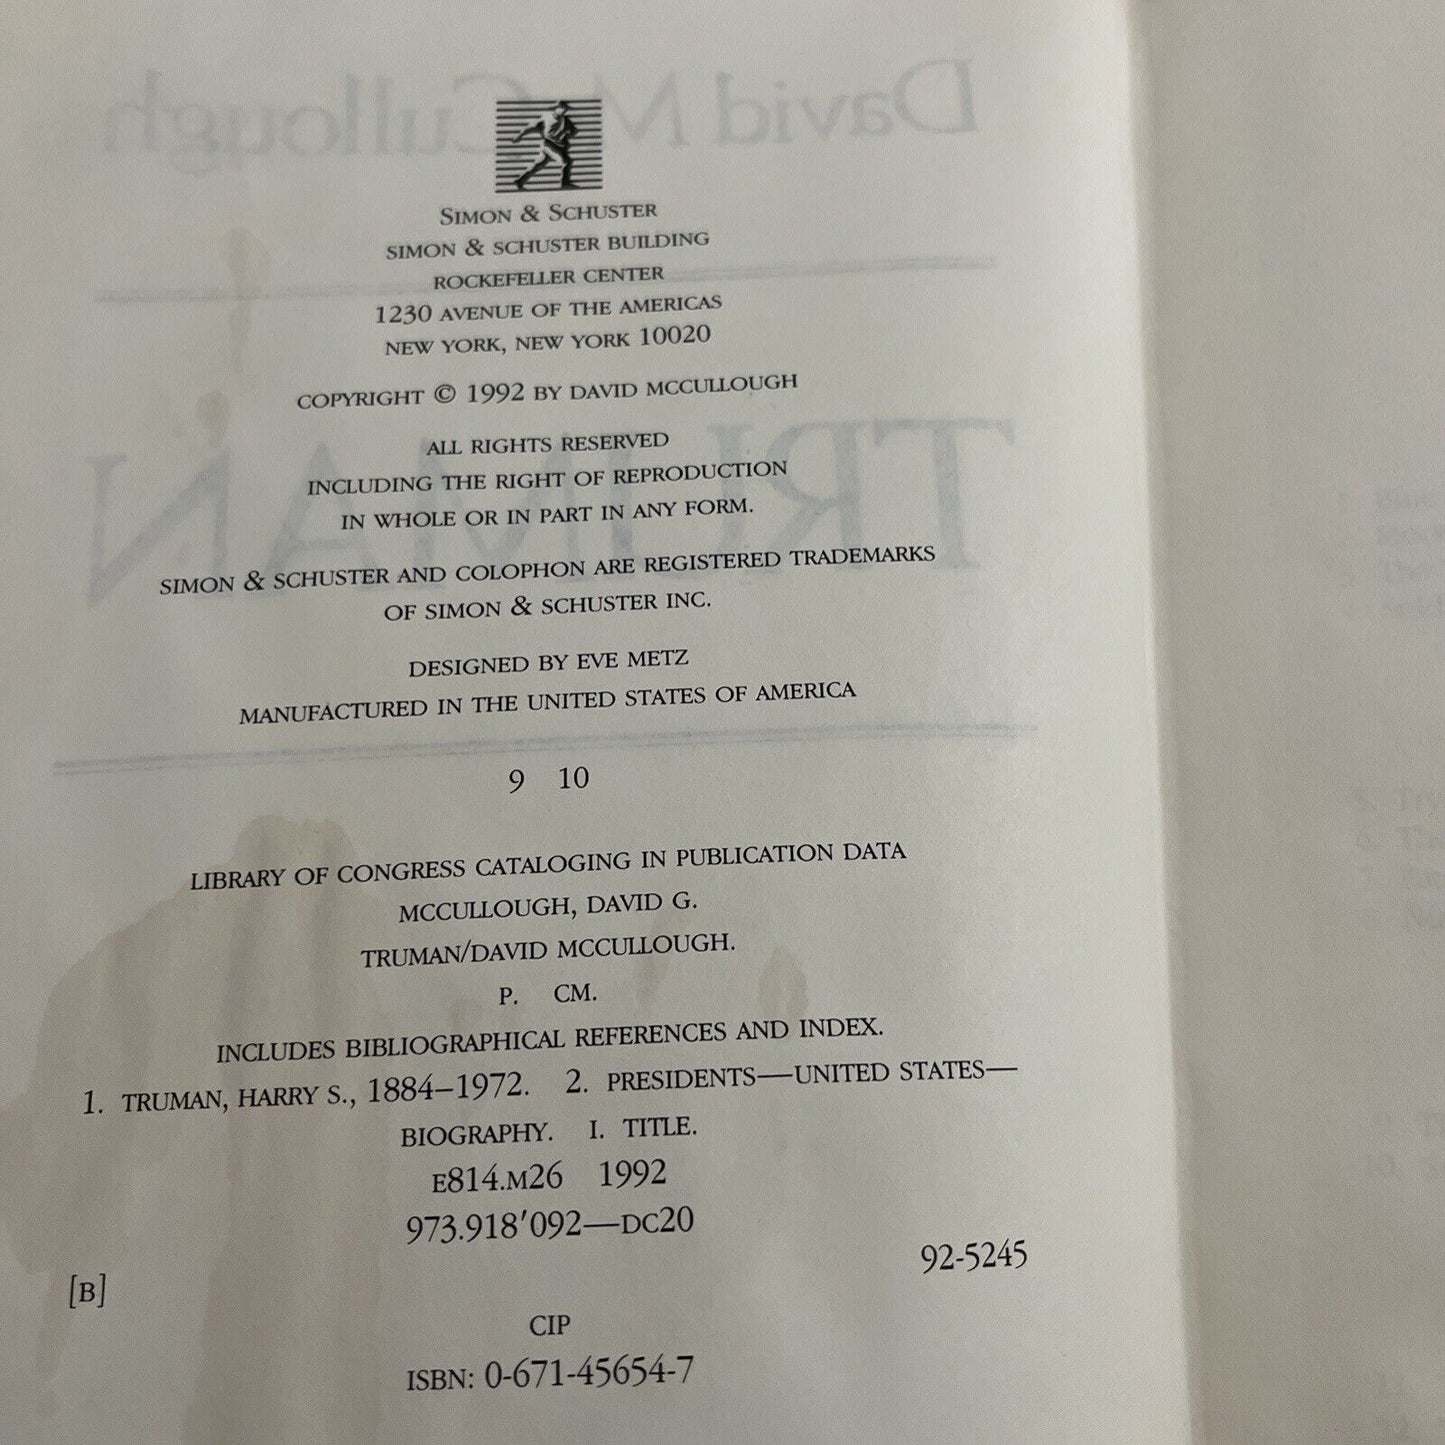 David McCullough
SIMON & SCHUSTER
SIMON & SCHUSTER BUILDING
ROCKEFELLER CENTER
1230 AVENUE OF THE AMERICAS
NEW YORK, NEW YORK 10020
COPYRIGHT © 1992 BY DAVID MCCULLOUGH
TRUMAN
ALL RIGHTS RESERVED
INCLUDING THE RIGHT OF REPRODUCTION
IN WHOLE OR IN PART IN ANY FORM.
SIMON & SCHUSTER AND COLOPHON ARE REGISTERED TRADEMARKS
OF SIMON & SCHUSTER INC.
DESIGNED BY EVE METZ
MANUFACTURED IN THE UNITED STATES OF AMERICA
9 10
LIBRARY OF CONGRESS CATALOGING IN PUBLICATION DATA
MCCULLOUGH, DAVID G.
TRUMAN/DAVID MCCULLOUGH.
P. CM.
INCLUDES BIBLIOGRAPHICAL REFERENCES AND INDEX.
1. TRUMAN, HARRY S., 1884–1972. 2. PRESIDENTS—UNITED STATES—
BIOGRAPHY. I. TITLE.
E814.M26 1992
973.918'092—DC20
92-5245
[B]
CIP
ISBN: 0-671-45654-7